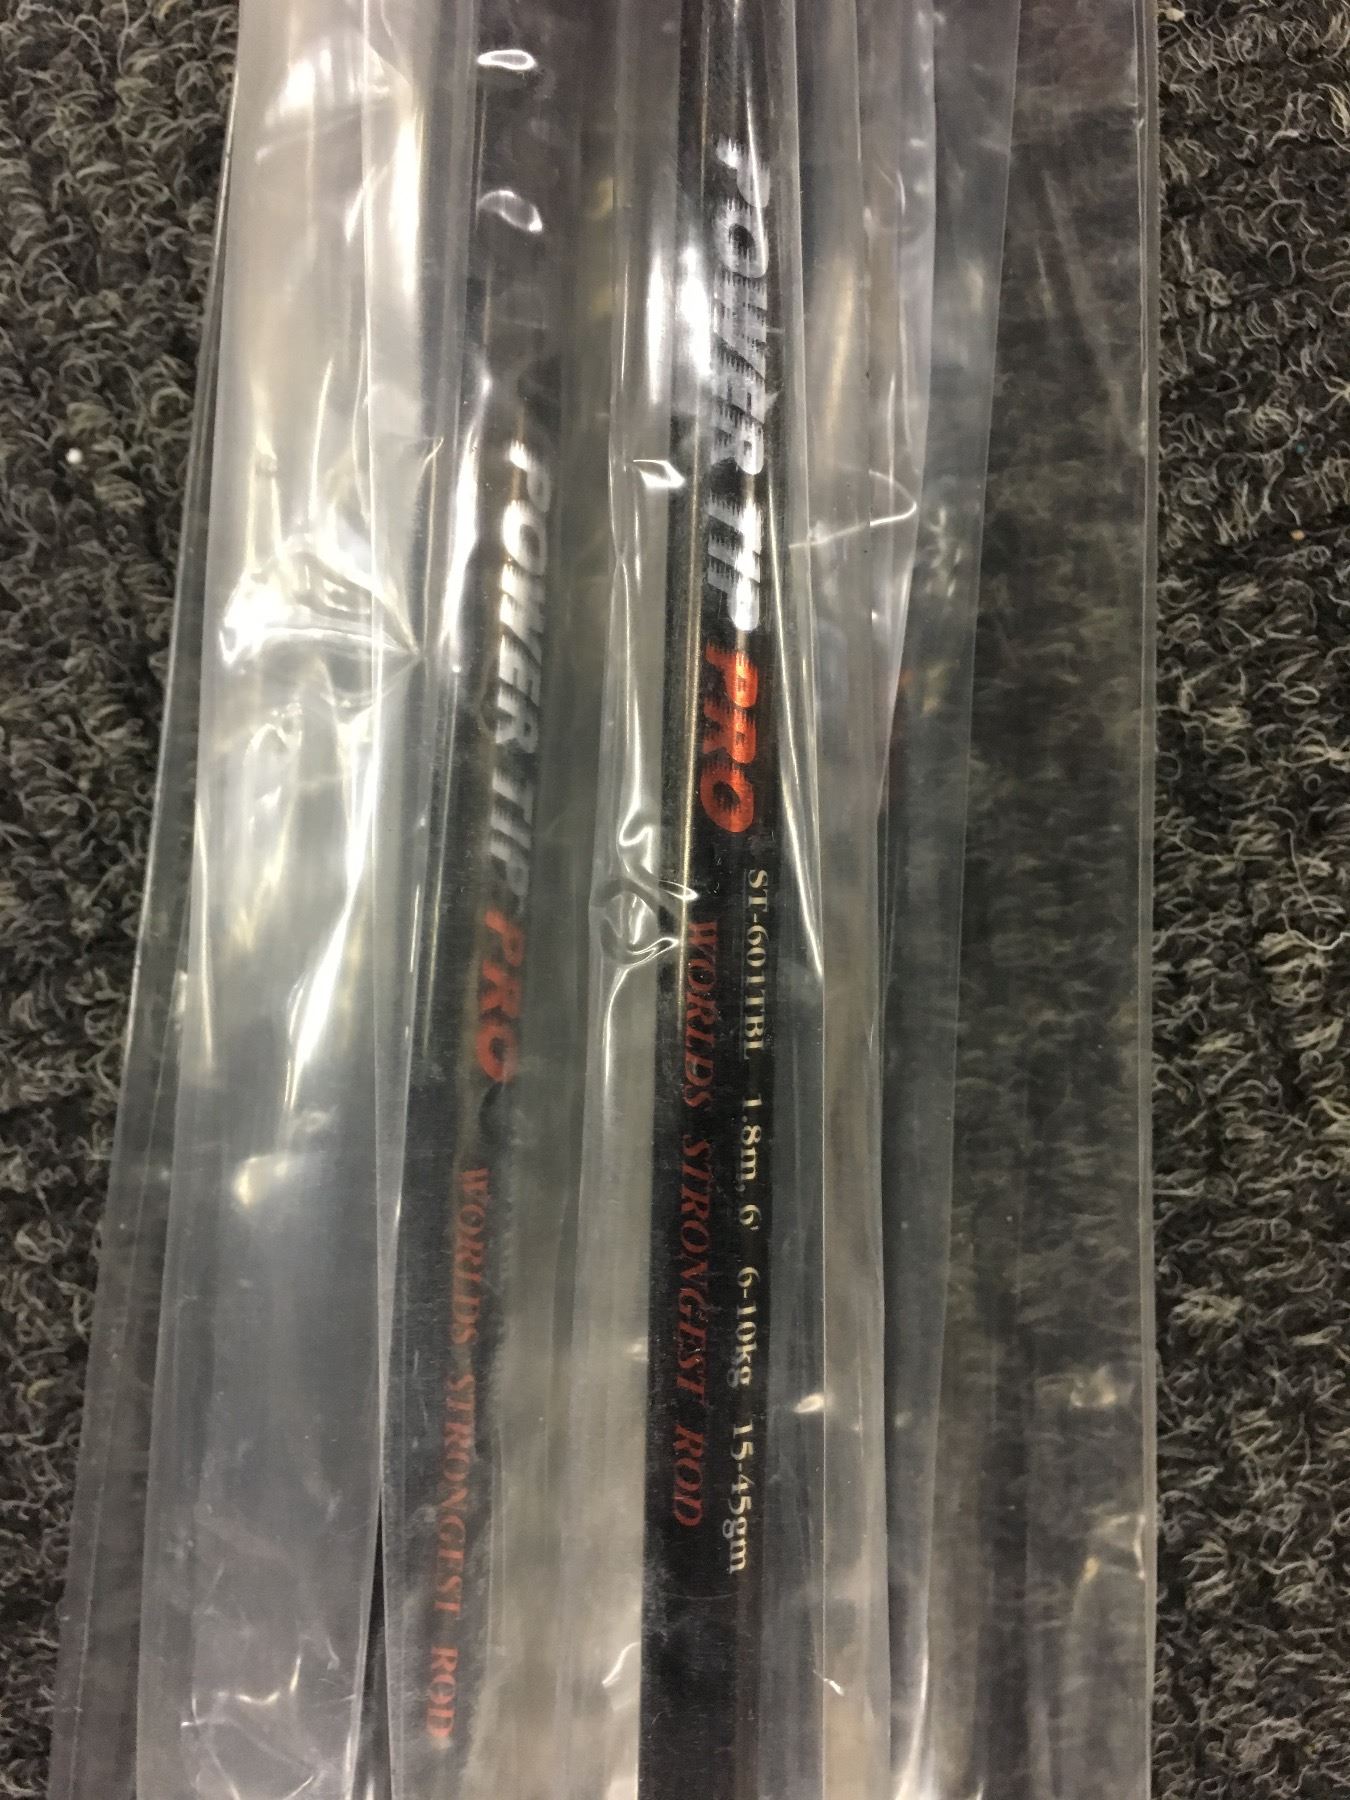 POWER TIP PRO
ST-601TBL 1.8m, 6' 6-10kg 15-45gm
WORLDS STRONGEST ROD
POWER TIP PRO
WORLDS STRONGEST ROD